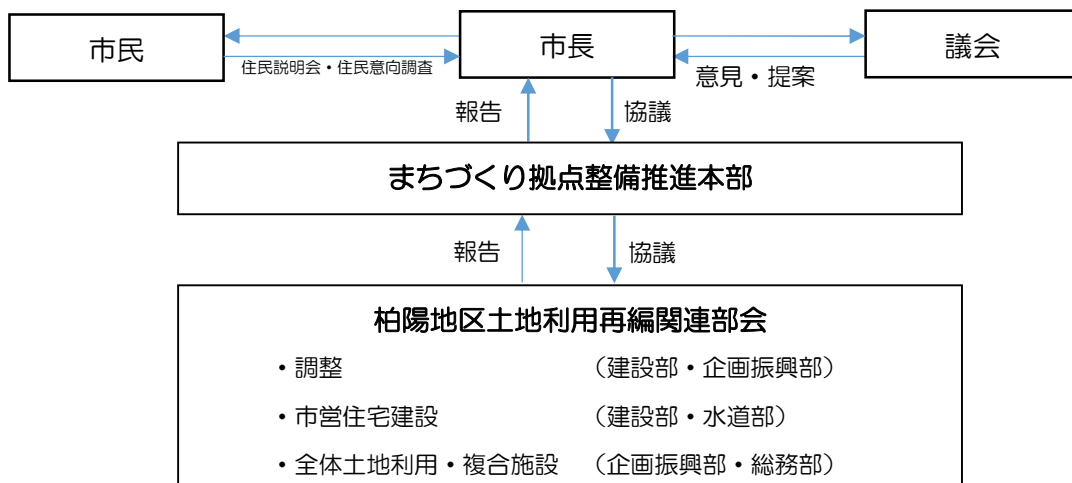 市民
市長
議会
住民説明会・住民意向調査
意見・提案
報告
協議
まちづくり拠点整備推進本部
報告
協議
柏陽地区土地利用再編関連部会
・調整 （建設部・企画振興部）
・市営住宅建設 （建設部・水道部）
・全体土地利用・複合施設 （企画振興部・総務部）